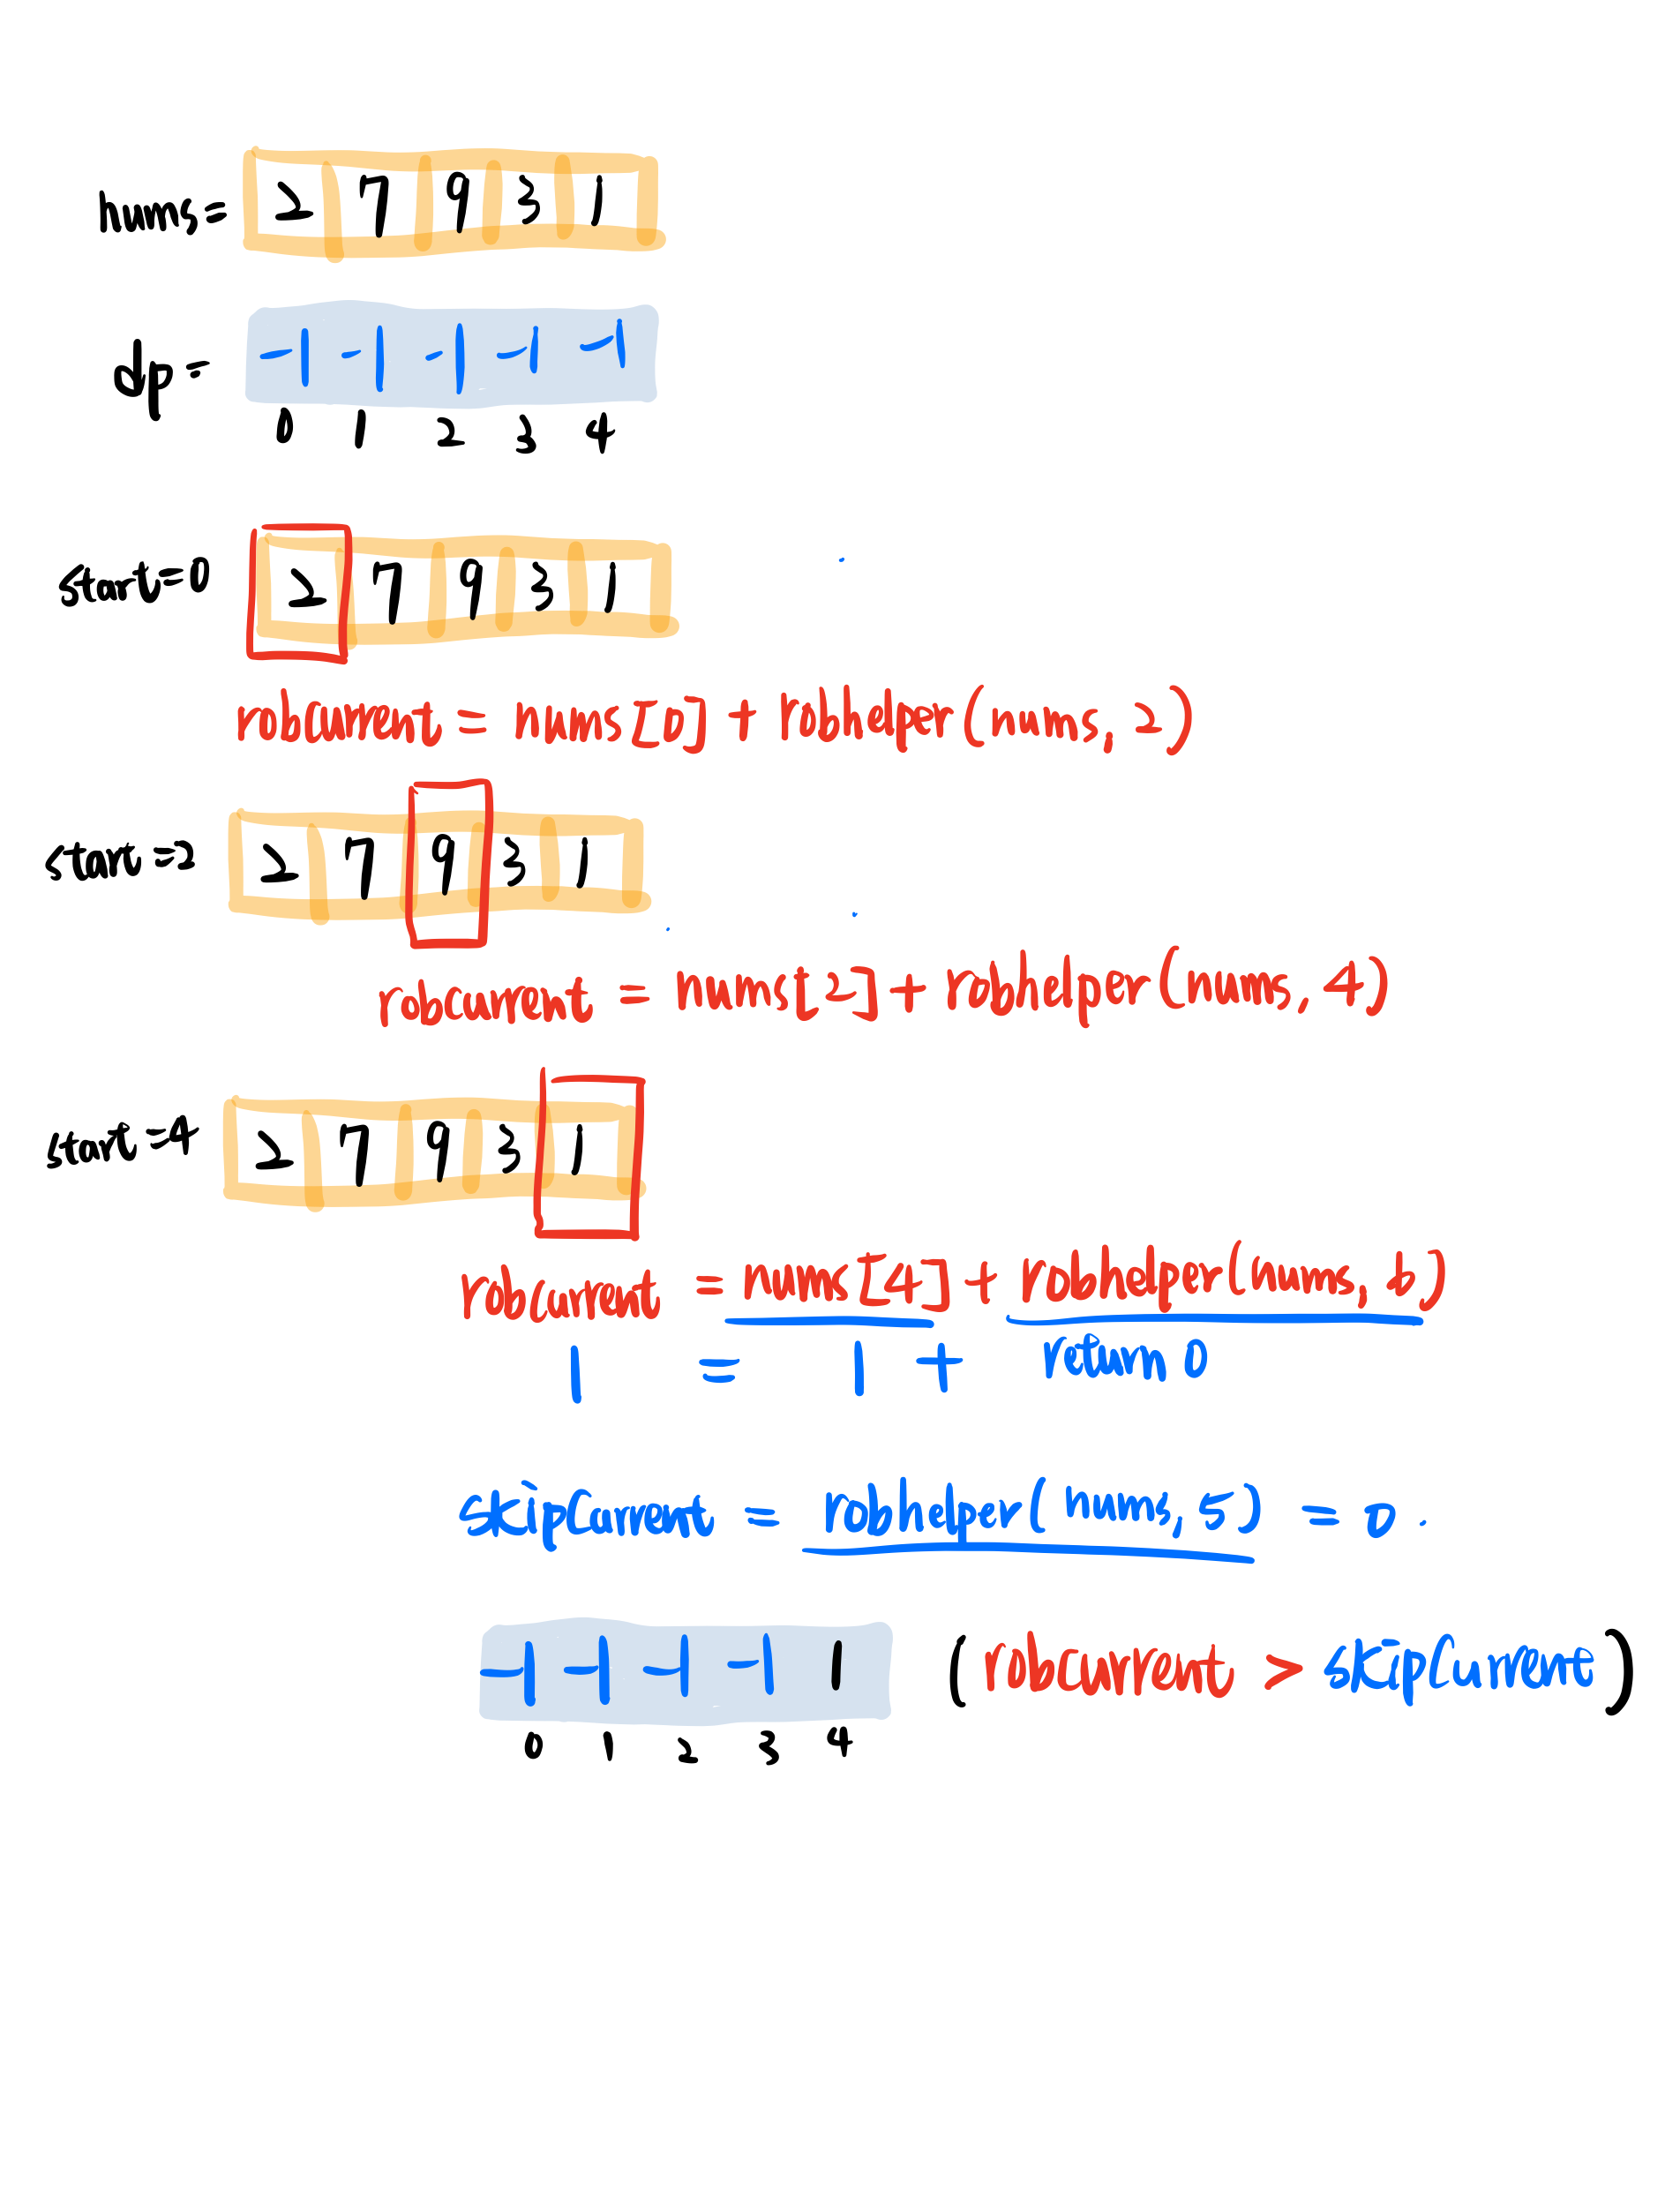 nums= 2 7 9 3 1
dp= -1 -1 -1 -1 -1
0 1 2 3 4
start=0 2 7 9 3 1
robcurrent = nums[0] + robhelper(nums, 2)
start=2 2 7 9 3 1
robcurrent = nums[2] + robhelper(nums, 4)
start=4 2 7 9 3 1
robcurrent = nums[4] + robhelper(nums, 6)
1 = 1 + return 0
skipCurrent = robhelper(nums, 5) = 0.
-1 -1 -1 -1 1 (robcurrent > skipCurrent)
0 1 2 3 4